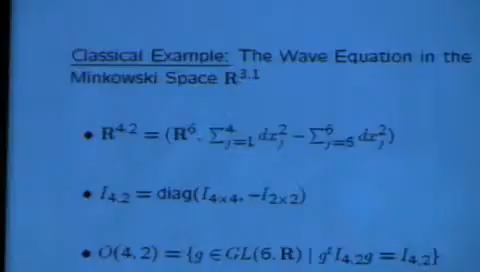 Classical Example: The Wave Equation in the
Minkowski Space R^{3,1}
• R^{4,2} = (R^6, ∑_{j=1}^4 dx_j^2 − ∑_{j=5}^6 dx_j^2)
• I_{4,2} = diag(I_{4×4}, −I_{2×2})
• O(4, 2) = {g ∈ GL(6, R) | g^t I_{4,2} g = I_{4,2}}